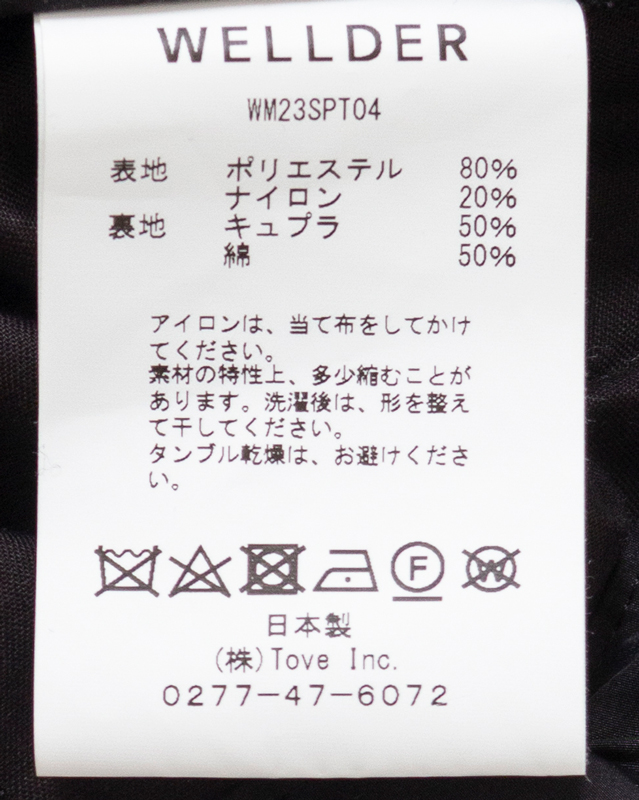 WELLDER
WM23SPT04
表地 ポリエステル 80%
ナイロン 20%
裏地 キュプラ 50%
綿 50%
アイロンは、当て布をしてかけ
てください。
素材の特性上、多少縮むことが
あります。洗濯後は、形を整え
て干してください。
タンブル乾燥は、お避けくださ
い。
F W
日本製
(株)Tove Inc.
0277-47-6072